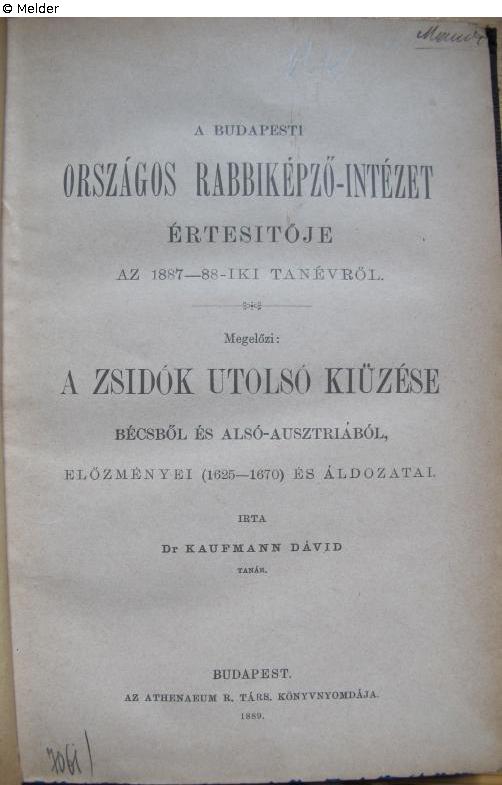 © Melder
A BUDAPESTI
ORSZÁGOS RABBIKÉPZŐ-INTÉZET
ÉRTESITŐJE
AZ 1887—88-IKI TANÉVRŐL.
Megelőzi:
A ZSIDÓK UTOLSÓ KIŰZÉSE
BÉCSBŐL ÉS ALSÓ-AUSZTRIÁBÓL,
ELŐZMÉNYEI (1625—1670) ÉS ÁLDOZATAI.
IRTA
Dr KAUFMANN DÁVID
TANÁR.
BUDAPEST.
AZ ATHENAEUM R. TÁRS. KÖNYVNYOMDÁJA.
1889.
7061